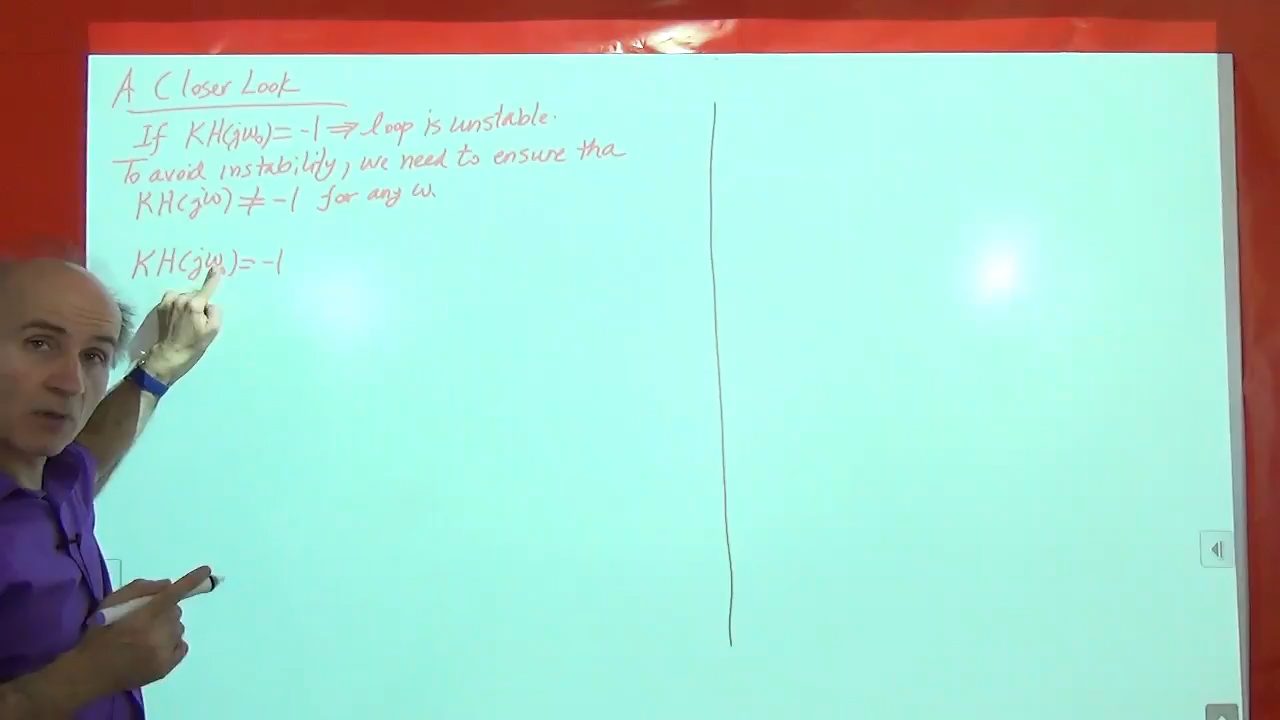 A Closer Look
If KH(jω₀) = -1 ⇒ loop is unstable.
To avoid instability, we need to ensure tha
KH(jω) ≠ -1 for any ω.
KH(jω₀) = -1